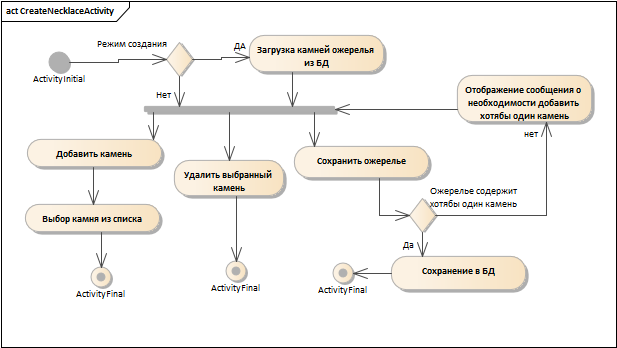 act CreateNecklaceActivity
Режим создания
ДА
Загрузка камней ожерелья
из БД
ActivityInitial
Нет
Отображение сообщения о
необходимости добавить
хотябы один камень
нет
Добавить камень
Удалить выбранный
камень
Сохранить ожерелье
Ожерелье содержит
хотябы один камень
Выбор камня из списка
Да
Сохранение в БД
ActivityFinal
ActivityFinal
ActivityFinal